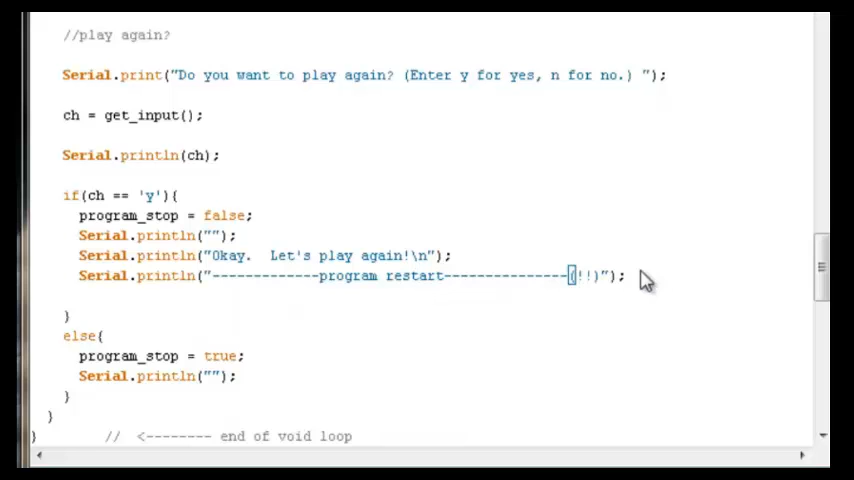 //play again?
Serial.print("Do you want to play again? (Enter y for yes, n for no.) ");
ch = get_input();
Serial.println(ch);
if(ch == 'y'){
program_stop = false;
Serial.println("");
Serial.println("Okay.  Let's play again!\n");
Serial.println("-------------program restart---------------(!!)");
}
else{
program_stop = true;
Serial.println("");
}
}
} // <-------- end of void loop